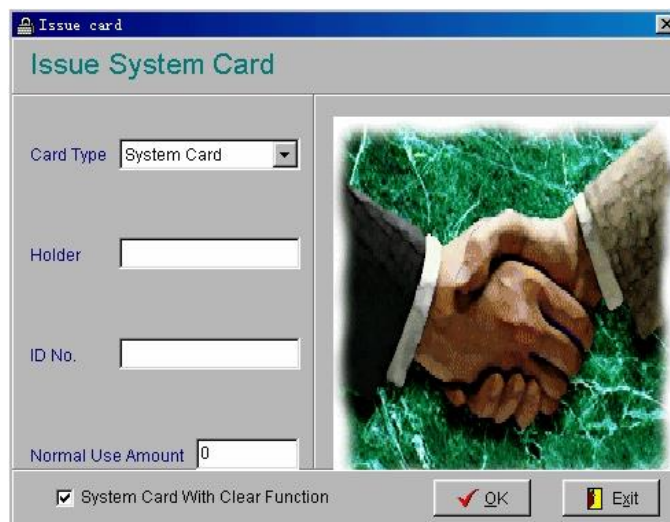 Issue card
Issue System Card
Card Type System Card
Holder
ID No.
Normal Use Amount 0
System Card With Clear Function OK Exit